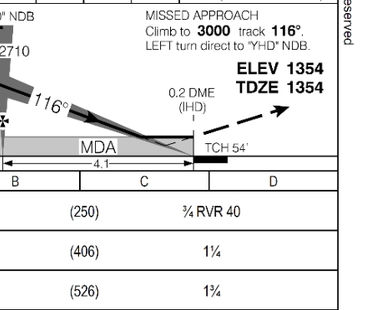 0" NDB
2710
MISSED APPROACH
Climb to 3000 track 116°.
LEFT turn direct to "YHD" NDB.
ELEV 1354
TDZE 1354
0.2 DME
(IHD)
116°
MDA
TCH 54'
4.1
B C D
(250) ¾ RVR 40
(406) 1¼
(526) 1¾
eserved